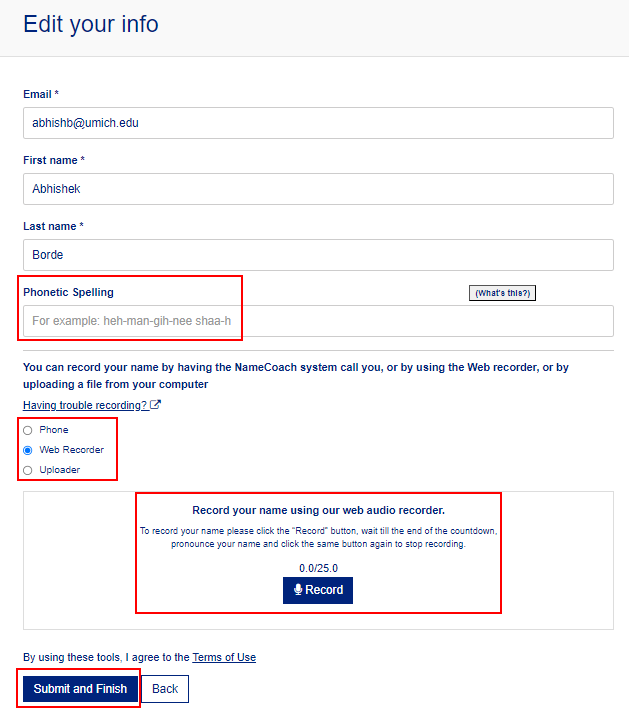 Edit your info
Email *
abhishb@umich.edu
First name *
Abhishek
Last name *
Borde
Phonetic Spelling
(What's this?)
For example: heh-man-gih-nee shaa-h
You can record your name by having the NameCoach system call you, or by using the Web recorder, or by
uploading a file from your computer
Having trouble recording?
Phone
Web Recorder
Uploader
Record your name using our web audio recorder.
To record your name please click the "Record" button, wait till the end of the countdown,
pronounce your name and click the same button again to stop recording.
0.0/25.0
Record
By using these tools, I agree to the Terms of Use
Submit and Finish
Back